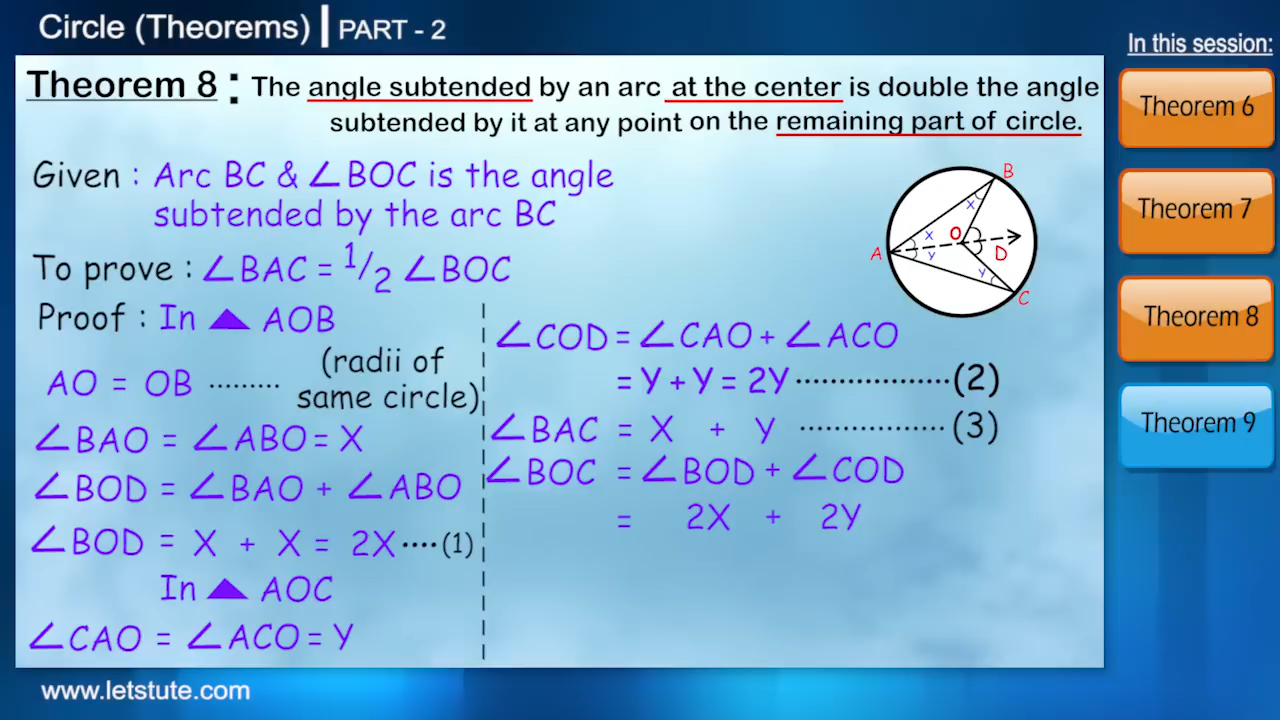 Circle (Theorems) | PART - 2
In this session:
Theorem 8 : The angle subtended by an arc at the center is double the angle
subtended by it at any point on the remaining part of circle.
Given : Arc BC & ∠BOC is the angle
subtended by the arc BC
To prove : ∠BAC = 1/2 ∠BOC
Proof : In ▲ AOB
AO = OB ......... (radii of
same circle)
∠BAO = ∠ABO = X
∠BOD = ∠BAO + ∠ABO
∠BOD = X + X = 2X ....(1)
In ▲ AOC
∠CAO = ∠ACO = Y
∠COD = ∠CAO + ∠ACO
= Y + Y = 2Y ..................(2)
∠BAC = X + Y .................(3)
∠BOC = ∠BOD + ∠COD
= 2X + 2Y
B
X
X
O
A
Y
D
Y
C
Theorem 6
Theorem 7
Theorem 8
Theorem 9
www.letstute.com